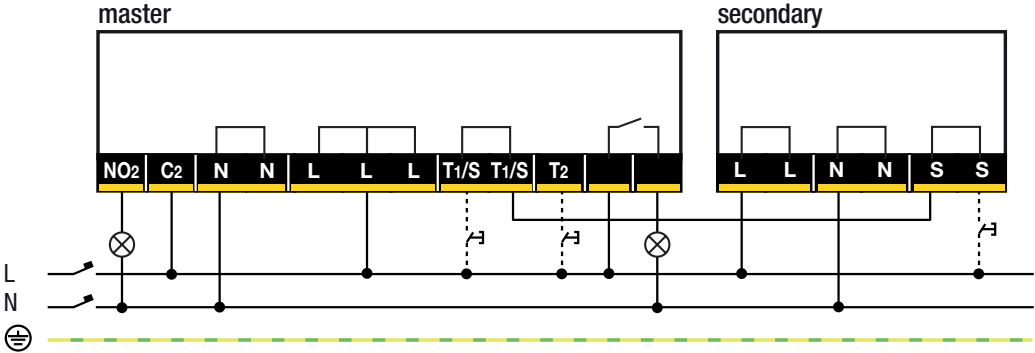 master secondary
NO2 C2 N N L L L T1/S T1/S T2 L L N N S S
L
N